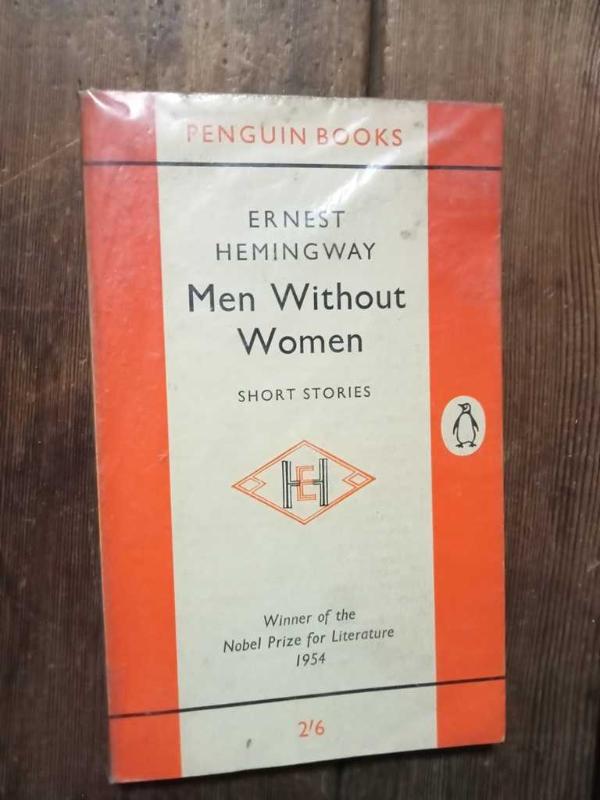 PENGUIN BOOKS
ERNEST
HEMINGWAY
Men Without
Women
SHORT STORIES
EH
Winner of the
Nobel Prize for Literature
1954
2'6